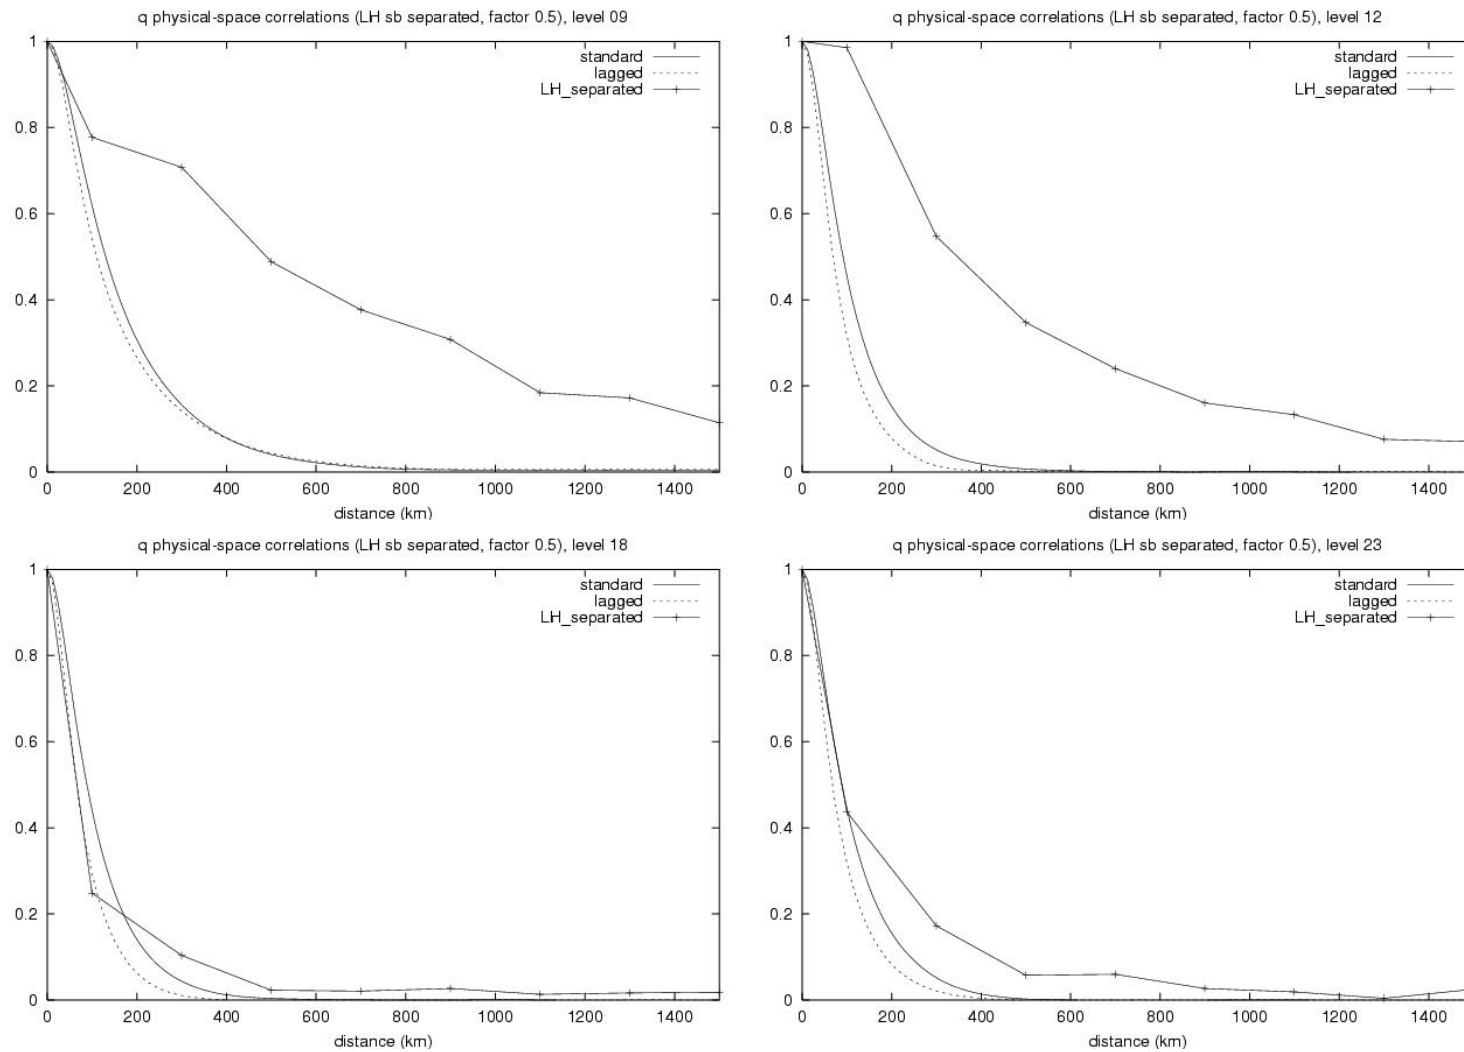 q physical-space correlations (LH sb separated, factor 0.5), level 09
1
0.8
0.6
0.4
0.2
0
0 200 400 600 800 1000 1200 1400
distance (km)
standard
lagged
LH_separated
q physical-space correlations (LH sb separated, factor 0.5), level 12
1
0.8
0.6
0.4
0.2
0
0 200 400 600 800 1000 1200 1400
distance (km)
standard
lagged
LH_separated
q physical-space correlations (LH sb separated, factor 0.5), level 18
1
0.8
0.6
0.4
0.2
0
0 200 400 600 800 1000 1200 1400
distance (km)
standard
lagged
LH_separated
q physical-space correlations (LH sb separated, factor 0.5), level 23
1
0.8
0.6
0.4
0.2
0
0 200 400 600 800 1000 1200 1400
distance (km)
standard
lagged
LH_separated